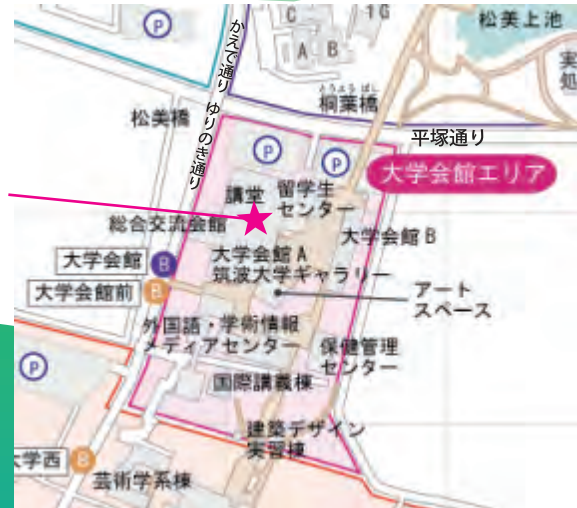 P
C
1G
松美上池
A
B
実
処
かえで通り
ゆりのき通り
とうよう ばし
桐葉橋
松美橋
平塚通り
P
P
大学会館エリア
講堂
留学生
センター
総合交流会館
大学会館 B
大学会館
B
大学会館 A
筑波大学ギャラリー
大学会館前
B
アート
スペース
外国語・学術情報
メディアセンター
保健管理
センター
P
国際講義棟
建築デザイン
実習棟
大学西
B
芸術学系棟